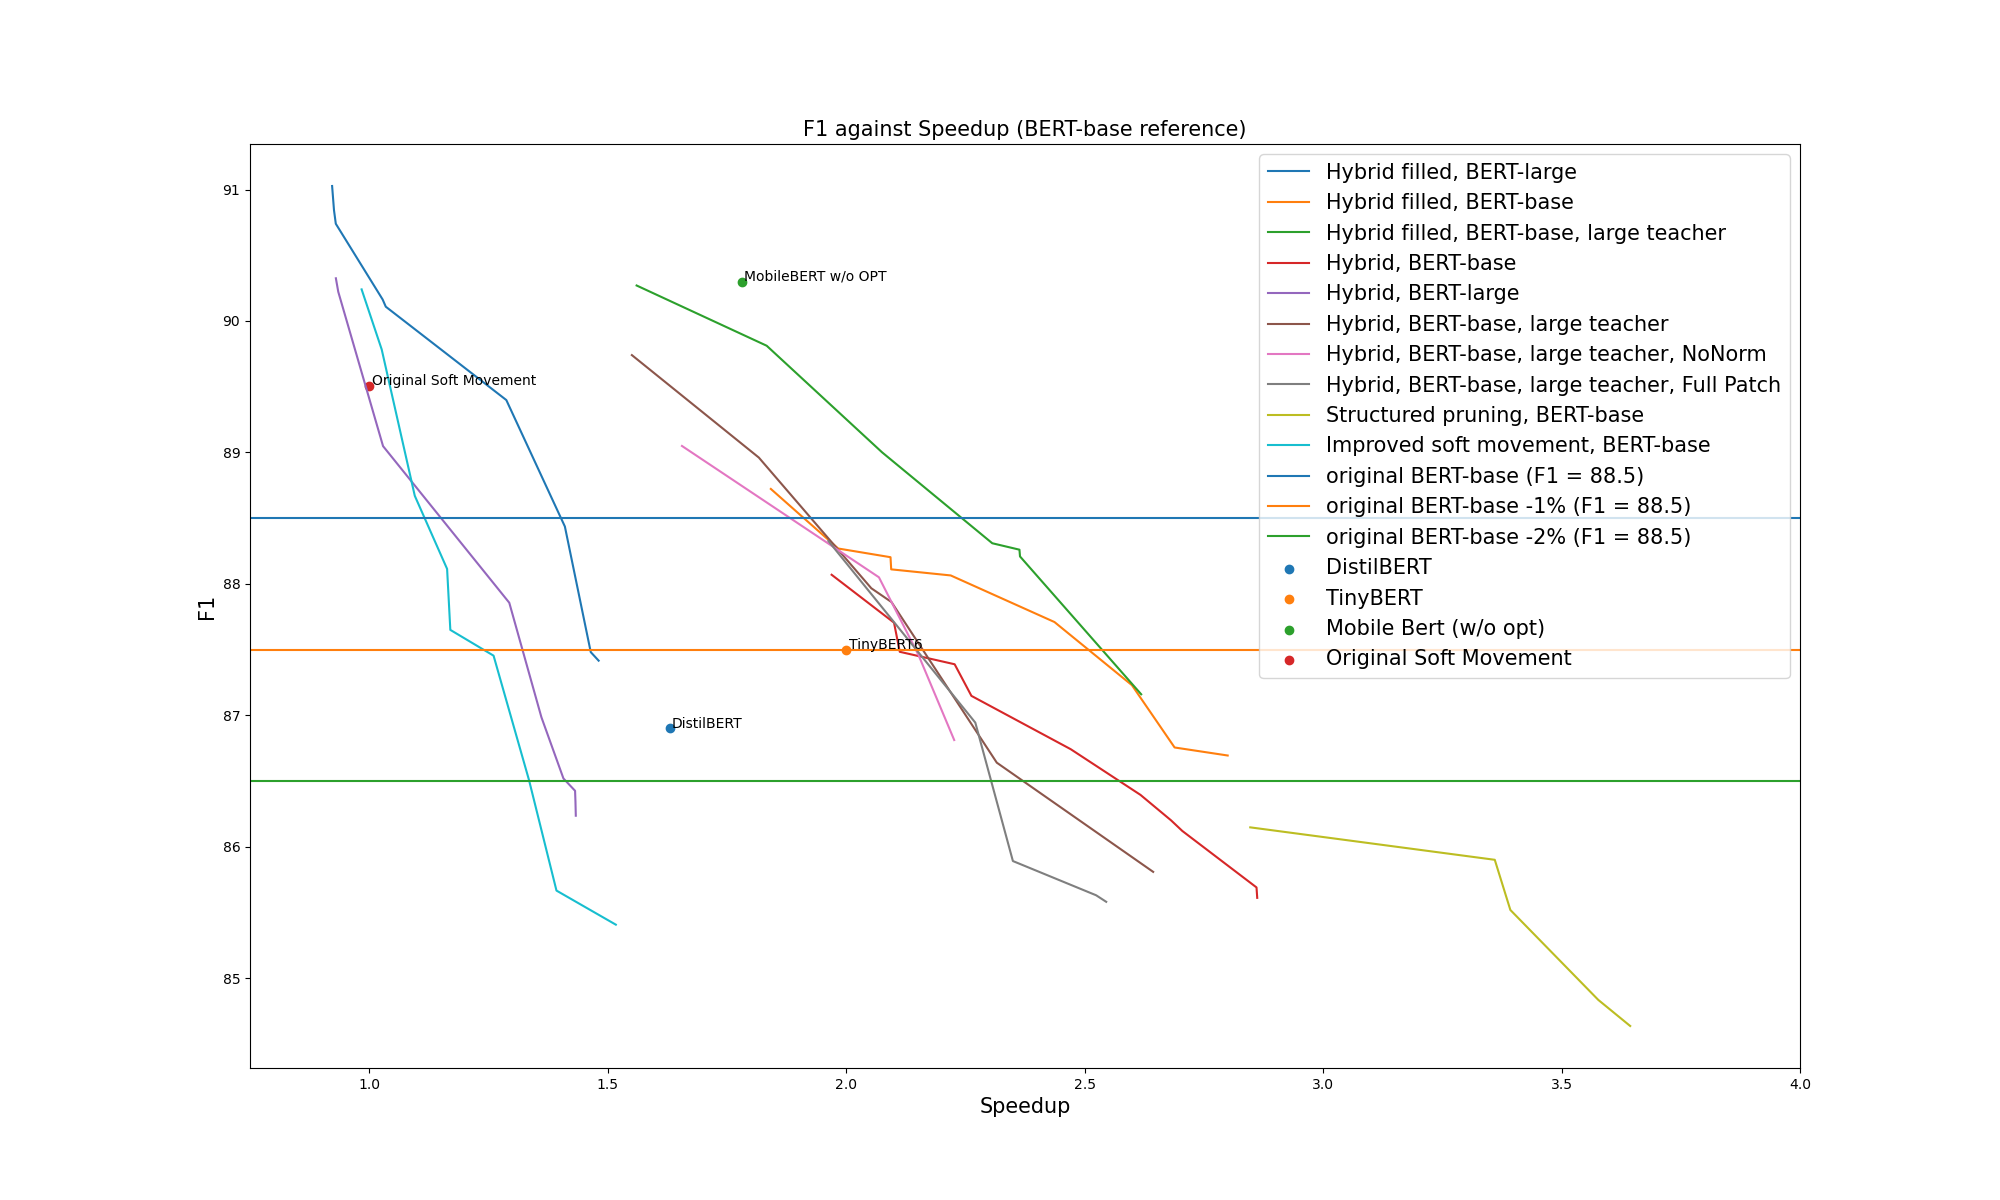 F1 against Speedup (BERT-base reference)
91
90
89
88
87
86
85
F1
1.0
1.5
2.0
2.5
3.0
3.5
4.0
Speedup
MobileBERT w/o OPT
Original Soft Movement
TinyBERT6
DistilBERT
Hybrid filled, BERT-large
Hybrid filled, BERT-base
Hybrid filled, BERT-base, large teacher
Hybrid, BERT-base
Hybrid, BERT-large
Hybrid, BERT-base, large teacher
Hybrid, BERT-base, large teacher, NoNorm
Hybrid, BERT-base, large teacher, Full Patch
Structured pruning, BERT-base
Improved soft movement, BERT-base
original BERT-base (F1 = 88.5)
original BERT-base -1% (F1 = 88.5)
original BERT-base -2% (F1 = 88.5)
DistilBERT
TinyBERT
Mobile Bert (w/o opt)
Original Soft Movement